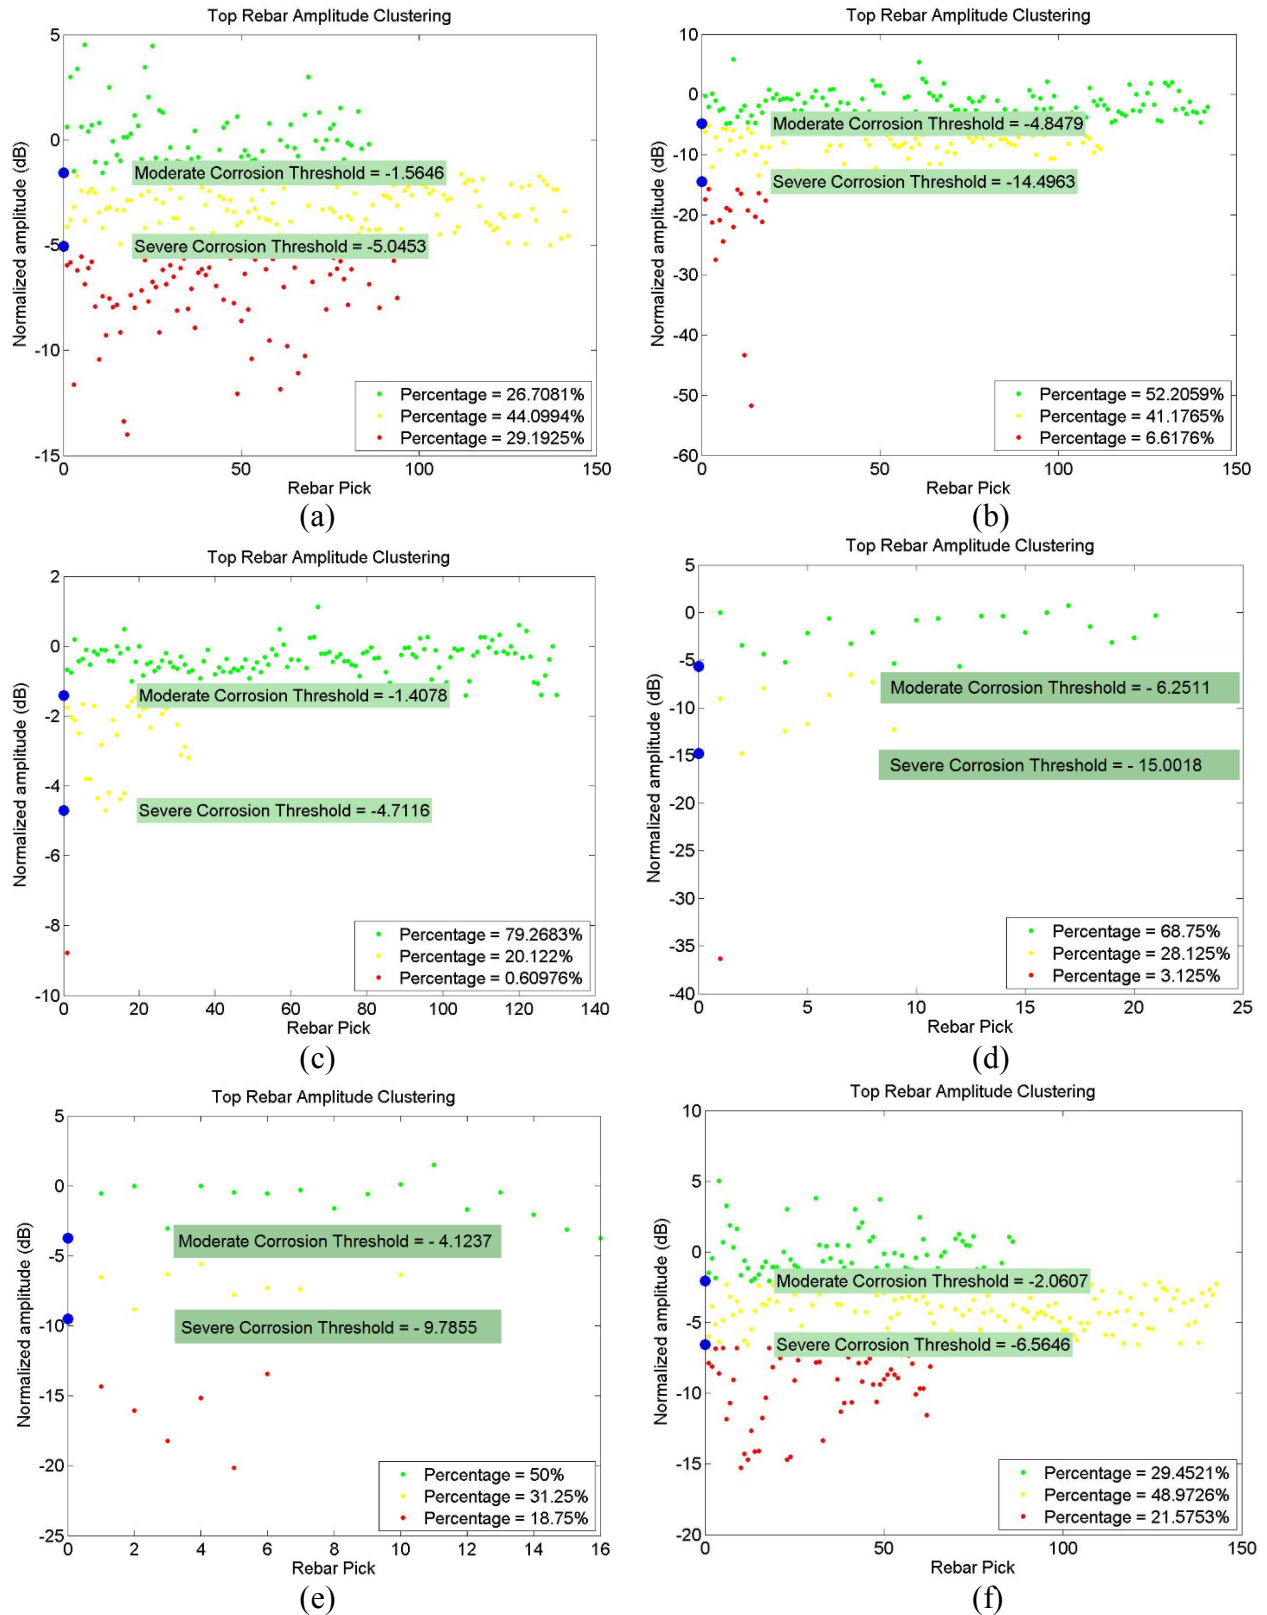 Top Rebar Amplitude Clustering
Normalized amplitude (dB)
5
0
-5
-10
-15
Moderate Corrosion Threshold = -1.5646
Severe Corrosion Threshold = -5.0453
Percentage = 26.7081%
Percentage = 44.0994%
Percentage = 29.1925%
0 50 100 150
Rebar Pick
(a)
Top Rebar Amplitude Clustering
Normalized amplitude (dB)
10
0
-10
-20
-30
-40
-50
-60
Moderate Corrosion Threshold = -4.8479
Severe Corrosion Threshold = -14.4963
Percentage = 52.2059%
Percentage = 41.1765%
Percentage = 6.6176%
0 50 100 150
Rebar Pick
(b)
Top Rebar Amplitude Clustering
Normalized amplitude (dB)
2
0
-2
-4
-6
-8
-10
Moderate Corrosion Threshold = -1.4078
Severe Corrosion Threshold = -4.7116
Percentage = 79.2683%
Percentage = 20.122%
Percentage = 0.60976%
0 20 40 60 80 100 120 140
Rebar Pick
(c)
Top Rebar Amplitude Clustering
Normalized amplitude (dB)
5
0
-5
-10
-15
-20
-25
-30
-35
-40
Moderate Corrosion Threshold = - 6.2511
Severe Corrosion Threshold = - 15.0018
Percentage = 68.75%
Percentage = 28.125%
Percentage = 3.125%
0 5 10 15 20 25
Rebar Pick
(d)
Top Rebar Amplitude Clustering
Normalized amplitude (dB)
5
0
-5
-10
-15
-20
-25
Moderate Corrosion Threshold = - 4.1237
Severe Corrosion Threshold = - 9.7855
Percentage = 50%
Percentage = 31.25%
Percentage = 18.75%
0 2 4 6 8 10 12 14 16
Rebar Pick
(e)
Top Rebar Amplitude Clustering
Normalized amplitude (dB)
10
5
0
-5
-10
-15
-20
Moderate Corrosion Threshold = -2.0607
Severe Corrosion Threshold = -6.5646
Percentage = 29.4521%
Percentage = 48.9726%
Percentage = 21.5753%
0 50 100 150
Rebar Pick
(f)